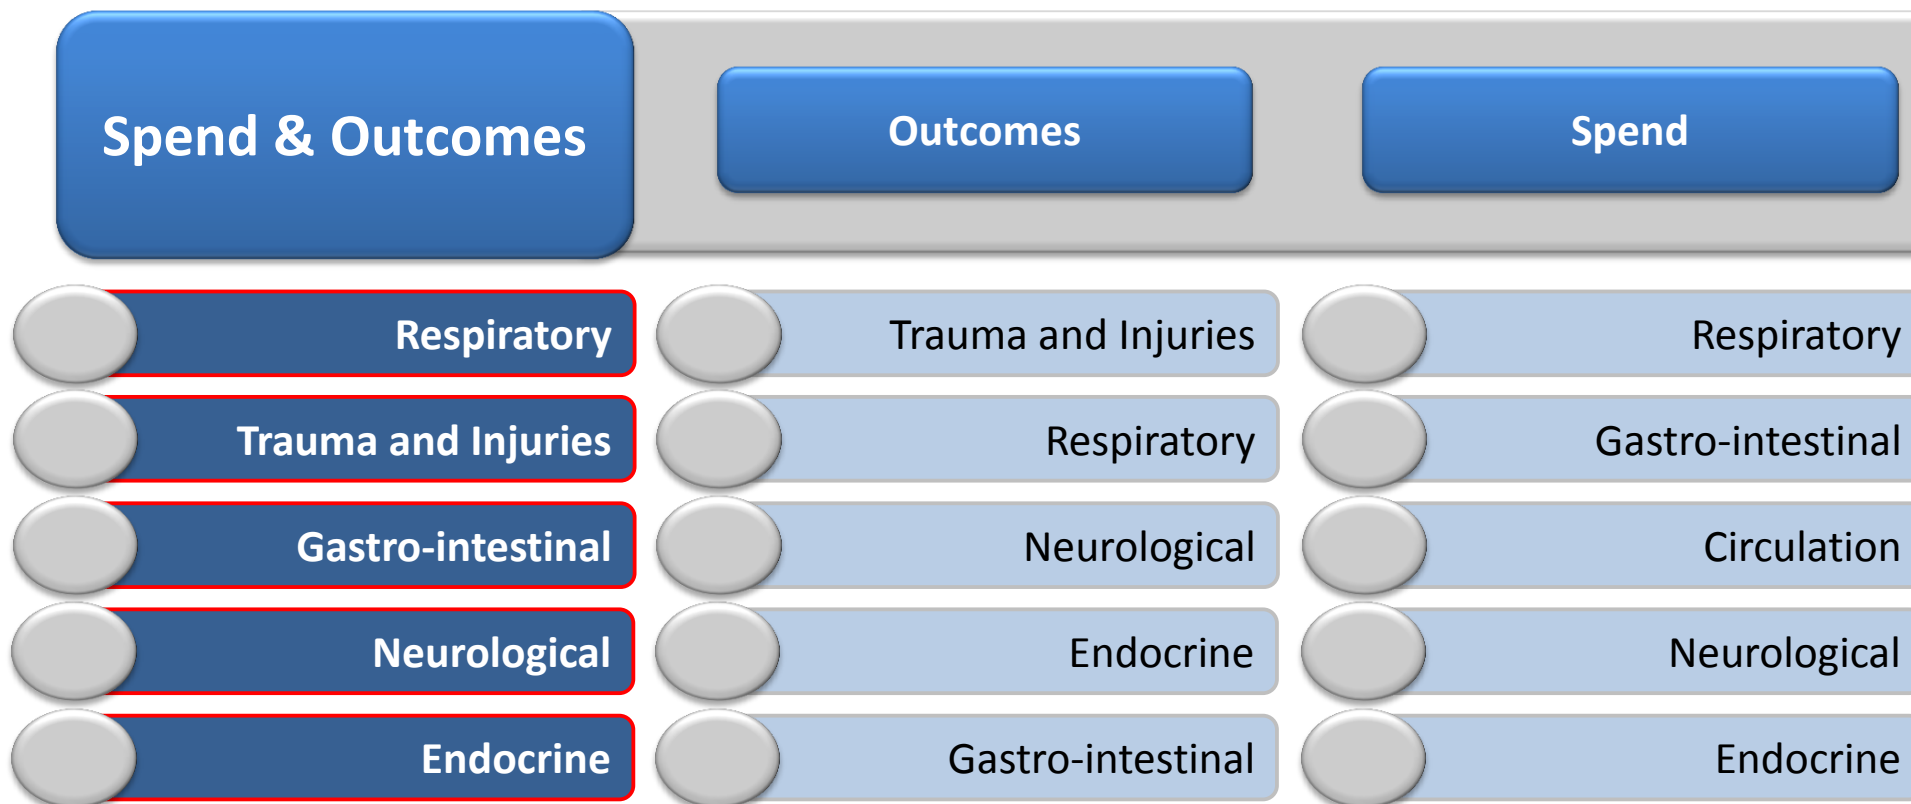 Spend & Outcomes
Outcomes
Spend
Respiratory
Trauma and Injuries
Gastro-intestinal
Neurological
Endocrine
Trauma and Injuries
Respiratory
Neurological
Endocrine
Gastro-intestinal
Respiratory
Gastro-intestinal
Circulation
Neurological
Endocrine